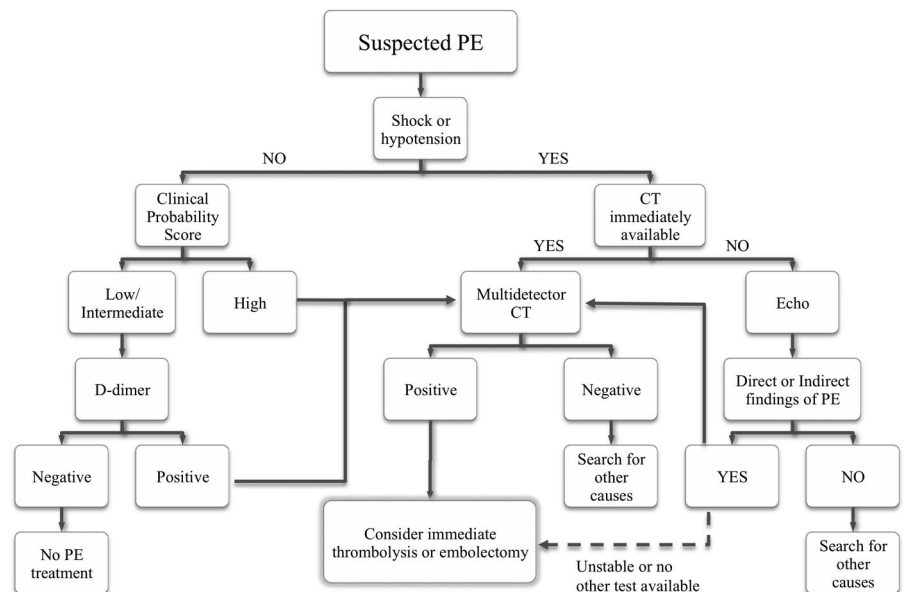 Suspected PE
Shock or
hypotension
NO
YES
Clinical
Probability
Score
CT
immediately
available
YES
NO
Low/
Intermediate
High
Multidetector
CT
Echo
D-dimer
Positive
Negative
Direct or Indirect
findings of PE
Negative
Positive
Search for
other
causes
YES
NO
No PE
treatment
Consider immediate
thrombolysis or embolectomy
Unstable or no
other test available
Search for
other
causes